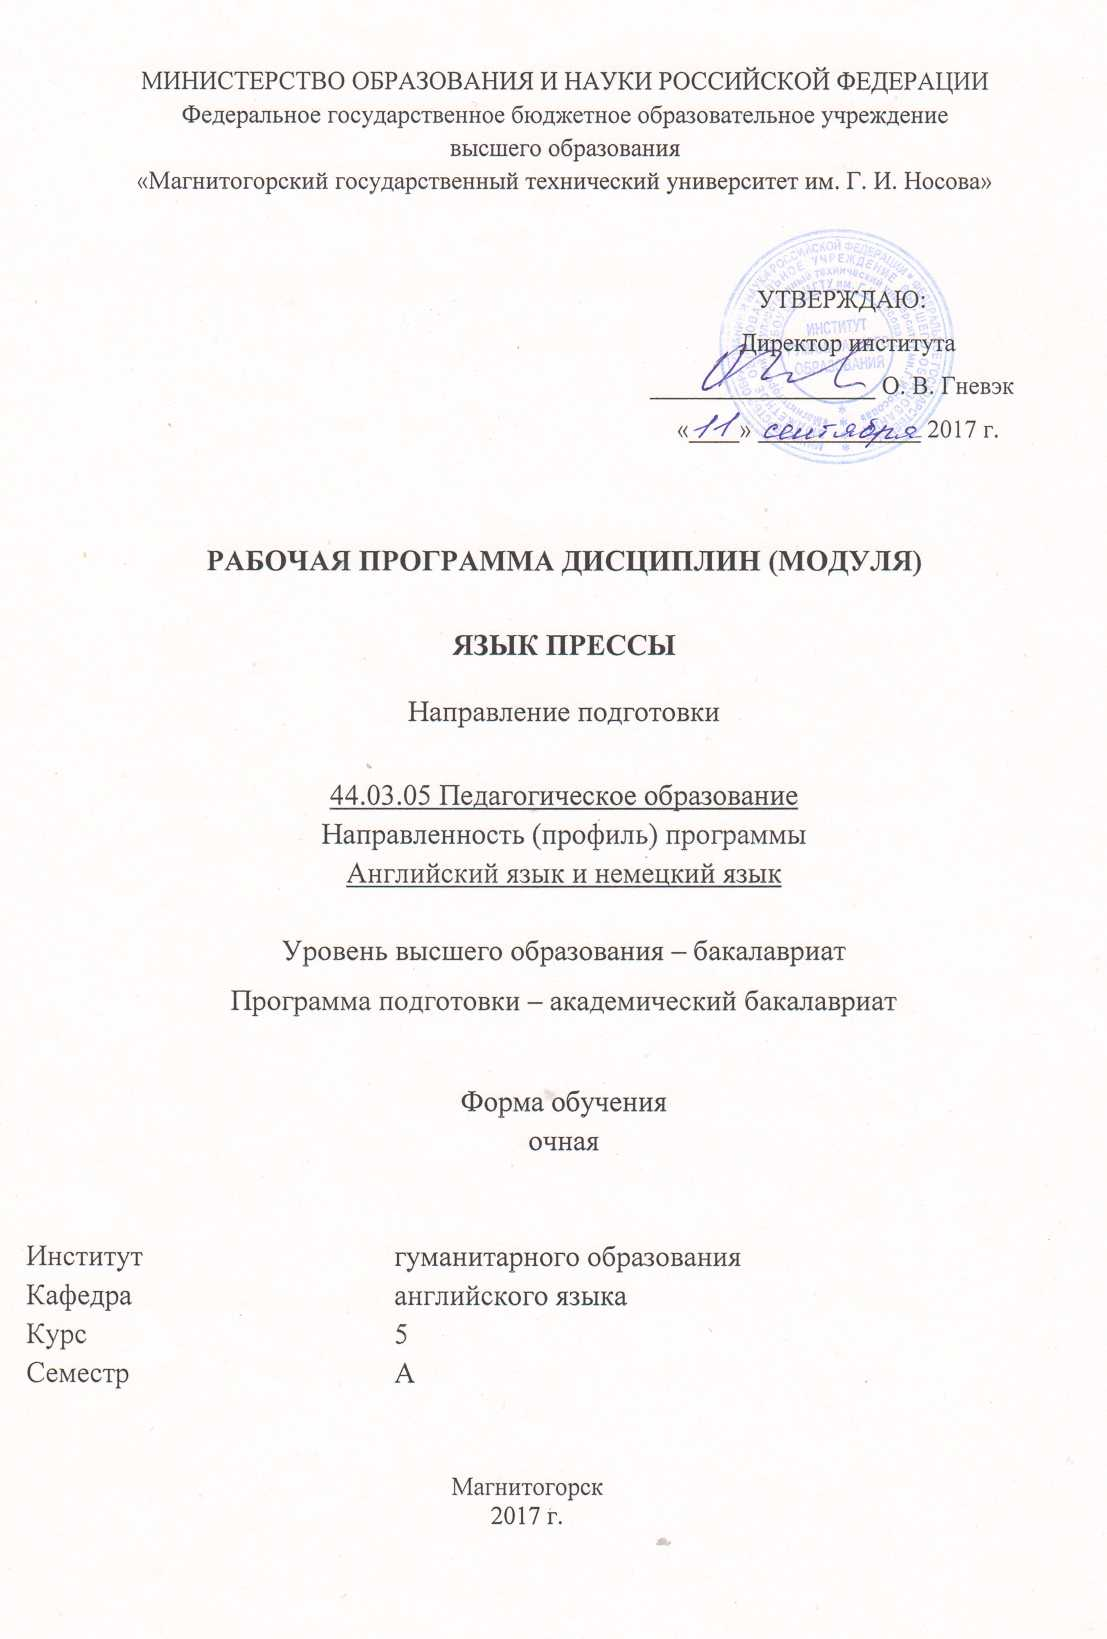 МИНИСТЕРСТВО ОБРАЗОВАНИЯ И НАУКИ РОССИЙСКОЙ ФЕДЕРАЦИИ
Федеральное государственное бюджетное образовательное учреждение
высшего образования
«Магнитогорский государственный технический университет им. Г. И. Носова»
УТВЕРЖДАЮ:
Директор института
О. В. Гневэк
«11» сентября 2017 г.
ИНСТИТУТ
ОБРАЗОВАНИЯ
РАБОЧАЯ ПРОГРАММА ДИСЦИПЛИН (МОДУЛЯ)
ЯЗЫК ПРЕССЫ
Направление подготовки
44.03.05 Педагогическое образование
Направленность (профиль) программы
Английский язык и немецкий язык
Уровень высшего образования – бакалавриат
Программа подготовки – академический бакалавриат
Форма обучения
очная
Институт гуманитарного образования
Кафедра английского языка
Курс 5
Семестр А
Магнитогорск
2017 г.